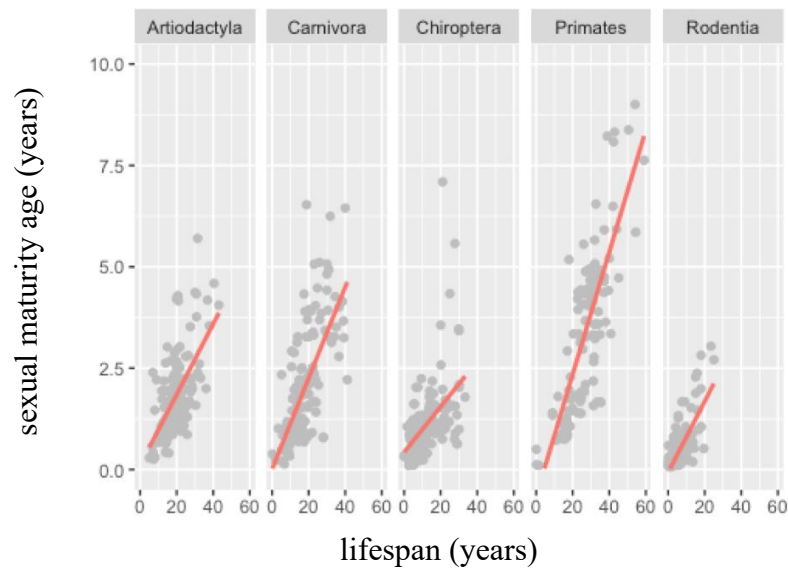 Artiodactyla Carnivora Chiroptera Primates Rodentia
10.0
7.5
5.0
2.5
0.0
sexual maturity age (years)
0 20 40 60 0 20 40 60 0 20 40 60 0 20 40 60 0 20 40 60
lifespan (years)